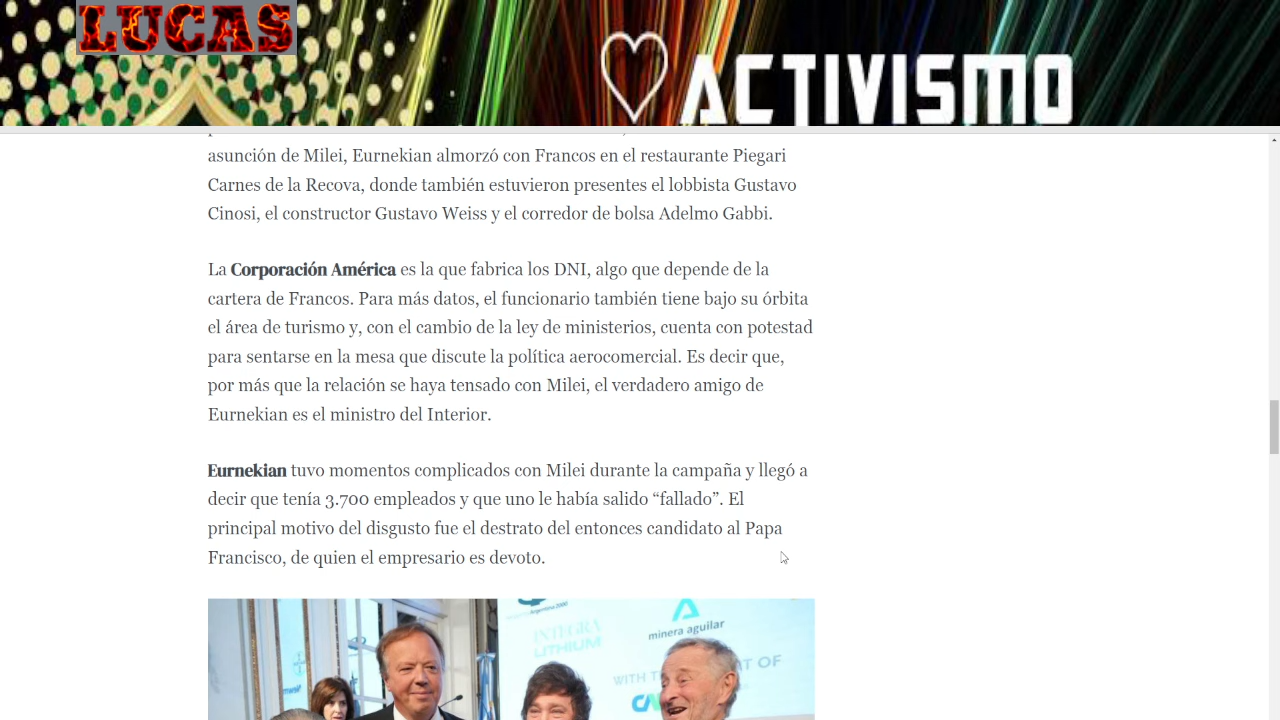 LUCAS
ACTIVISMO
asunción de Milei, Eurnekian almorzó con Francos en el restaurante Piegari
Carnes de la Recova, donde también estuvieron presentes el lobbista Gustavo
Cinosi, el constructor Gustavo Weiss y el corredor de bolsa Adelmo Gabbi.
La Corporación América es la que fabrica los DNI, algo que depende de la
cartera de Francos. Para más datos, el funcionario también tiene bajo su órbita
el área de turismo y, con el cambio de la ley de ministerios, cuenta con potestad
para sentarse en la mesa que discute la política aerocomercial. Es decir que,
por más que la relación se haya tensado con Milei, el verdadero amigo de
Eurnekian es el ministro del Interior.
Eurnekian tuvo momentos complicados con Milei durante la campaña y llegó a
decir que tenía 3.700 empleados y que uno le había salido “fallado”. El
principal motivo del disgusto fue el destrato del entonces candidato al Papa
Francisco, de quien el empresario es devoto.
INTEGRA
LITHIUM
minera aguilar
WITH THE
T OF